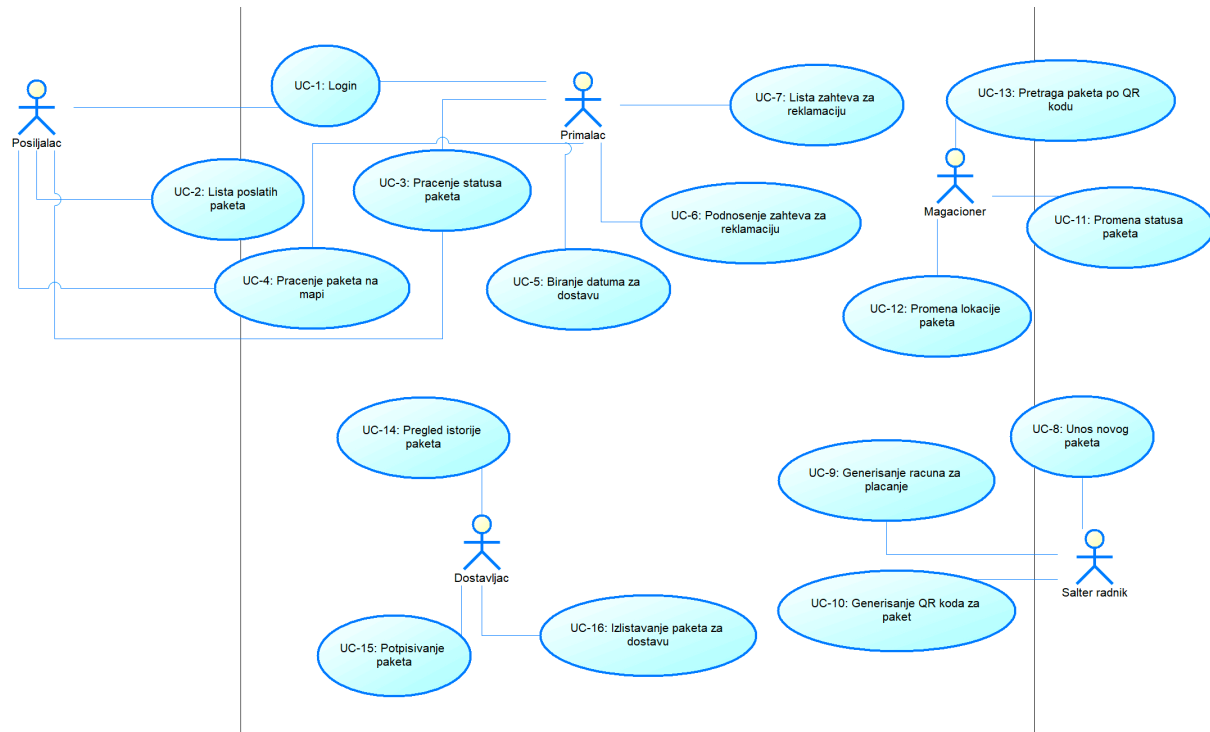 UC-1: Login
Posiljalac
Primalac
UC-7: Lista zahteva za
reklamaciju
UC-13: Pretraga paketa po QR
kodu
Magacioner
UC-2: Lista poslatih
paketa
UC-3: Pracenje statusa
paketa
UC-6: Podnosenje zahteva za
reklamaciju
UC-11: Promena statusa
paketa
UC-4: Pracenje paketa na
mapi
UC-5: Biranje datuma za
dostavu
UC-12: Promena lokacije
paketa
UC-14: Pregled istorije
paketa
UC-8: Unos novog
paketa
UC-9: Generisanje racuna za
placanje
Dostavljac
Salter radnik
UC-10: Generisanje QR koda za
paket
UC-15: Potpisivanje
paketa
UC-16: Izlistavanje paketa za
dostavu